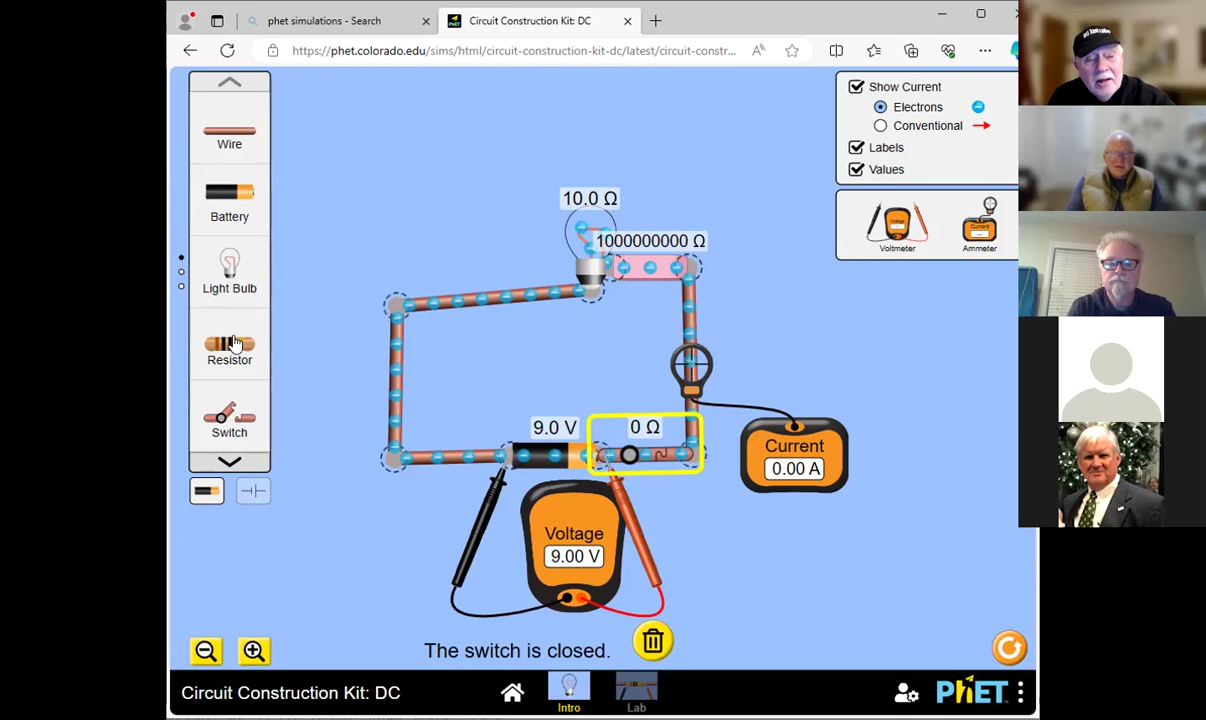 phet simulations - Search
Circuit Construction Kit: DC
https://phet.colorado.edu/sims/html/circuit-construction-kit-dc/latest/circuit-constr...
Wire
Battery
Light Bulb
Resistor
Switch
Show Current
Electrons
Conventional
Labels
Values
Voltmeter
Ammeter
10.0 Ω
1000000000 Ω
9.0 V
0 Ω
Current
0.00 A
Voltage
9.00 V
The switch is closed.
Circuit Construction Kit: DC
Intro
Lab
PhET